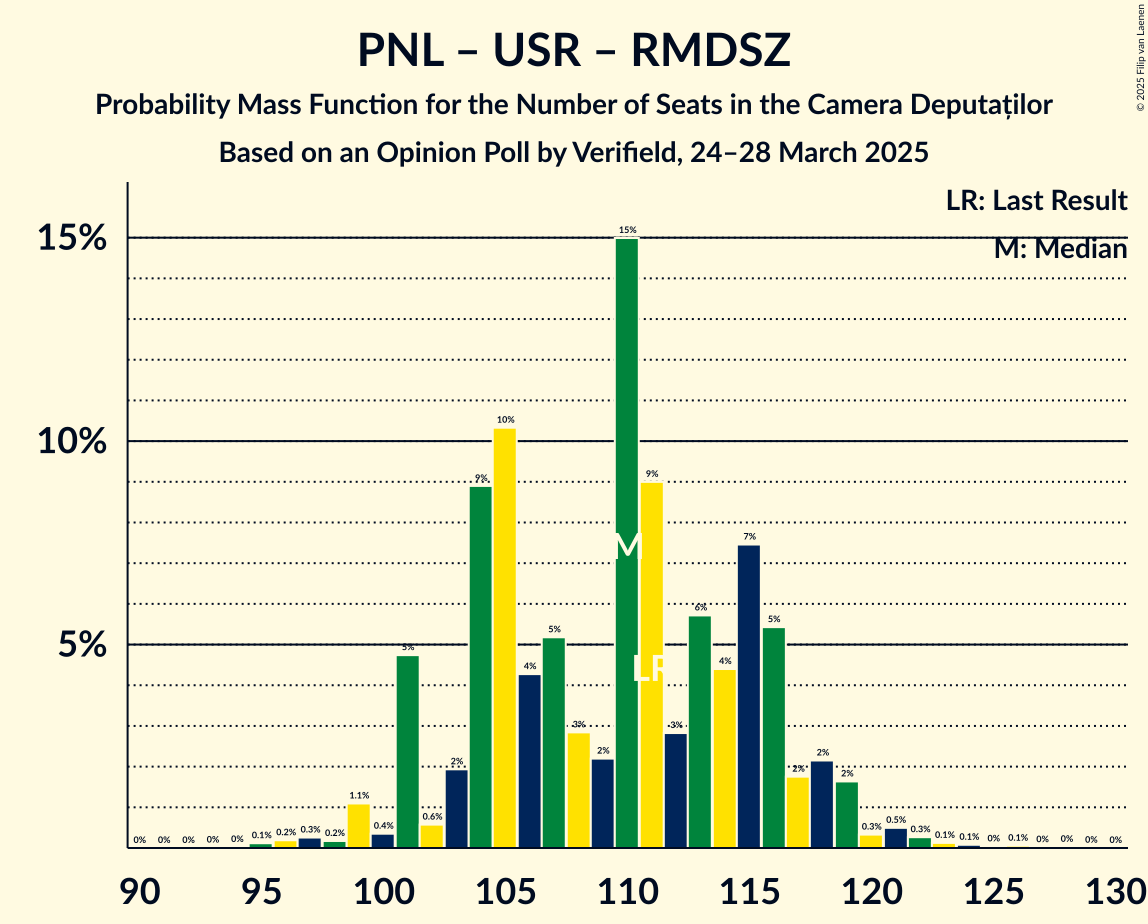 PNL – USR – RMDSZ
Probability Mass Function for the Number of Seats in the Camera Deputaților
Based on an Opinion Poll by Verifield, 24–28 March 2025
© 2025 Filip van Laenen
LR: Last Result
M: Median
15%
10%
5%
0% 0% 0% 0% 0% 0.1% 0.2% 0.3% 0.2% 1.1% 0.4% 5% 0.6% 2% 9% 10% 4% 5% 3% 2% 15% 9% 3% 6% 4% 7% 5% 2% 2% 2% 0.3% 0.5% 0.3% 0.1% 0.1% 0% 0.1% 0% 0% 0% 0%
M
LR
90 95 100 105 110 115 120 125 130